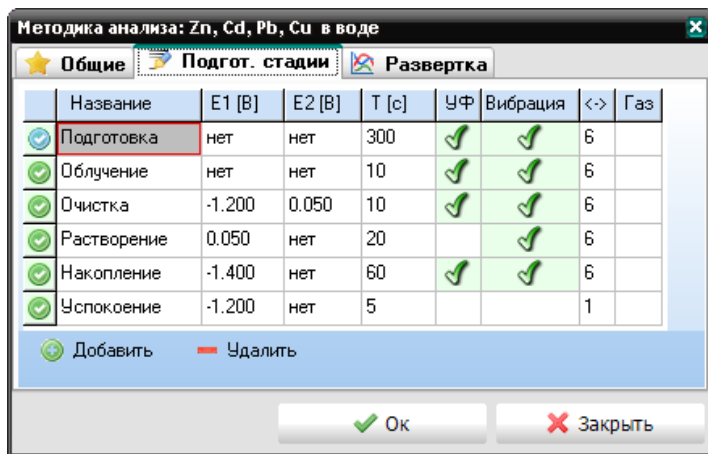 Методика анализа: Zn, Cd, Pb, Cu в воде
Общие Подгот. стадии Развертка
Название E1 [В] E2 [В] T [с] УФ Вибрация <-> Газ
Подготовка нет нет 300 6
Облучение нет нет 10 6
Очистка -1.200 0.050 10 6
Растворение 0.050 нет 20 6
Накопление -1.400 нет 60 6
Успокоение -1.200 нет 5 1
Добавить Удалить
Ок Закрыть